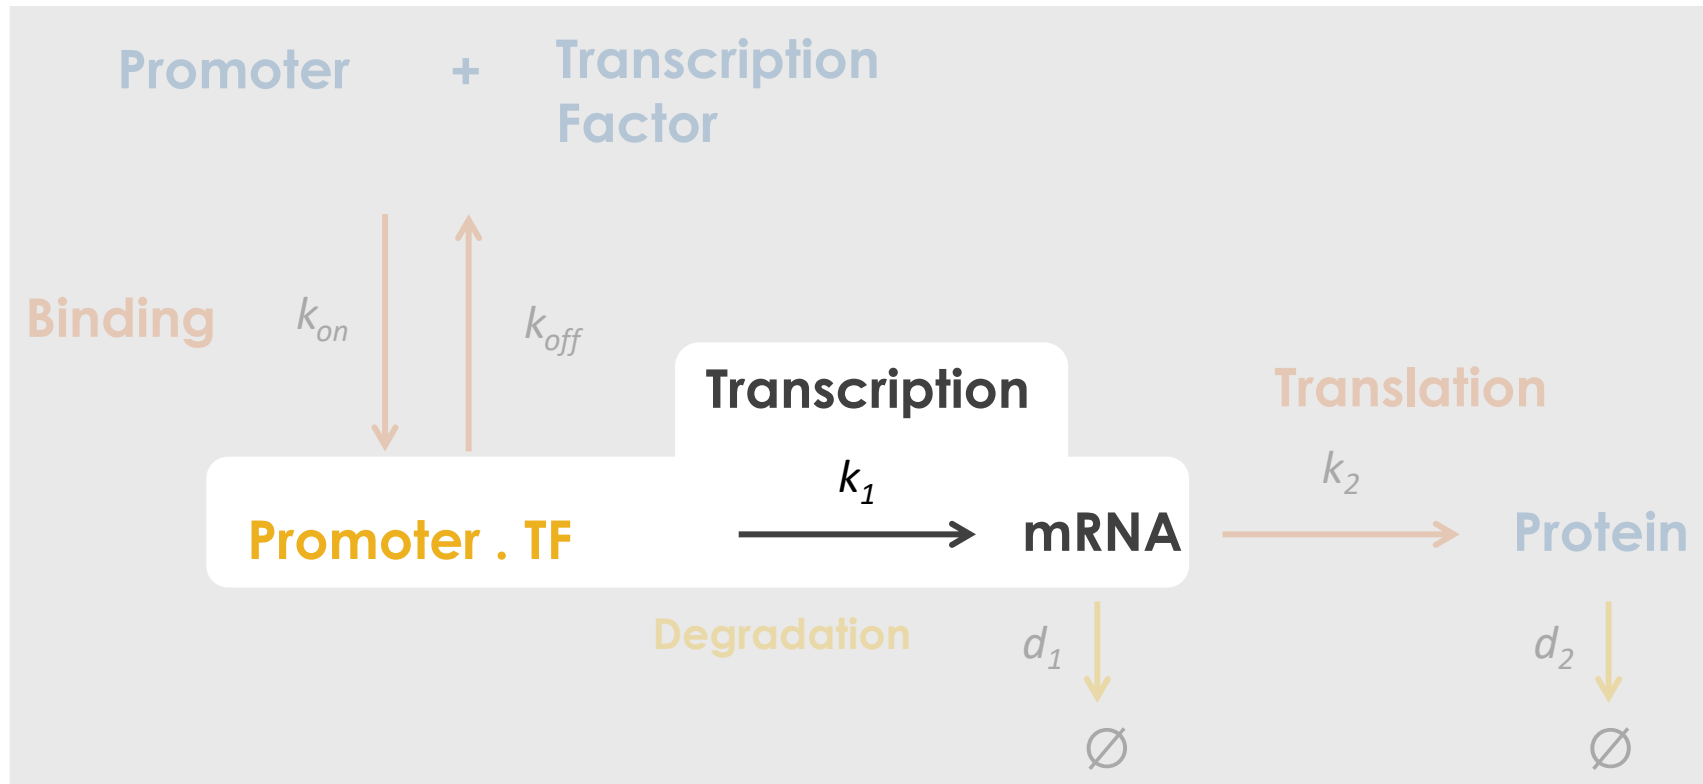 Promoter + Transcription
Factor
Binding
kon
koff
Transcription
Translation
k1
k2
Promoter . TF
mRNA
Protein
Degradation
d1
d2
∅
∅